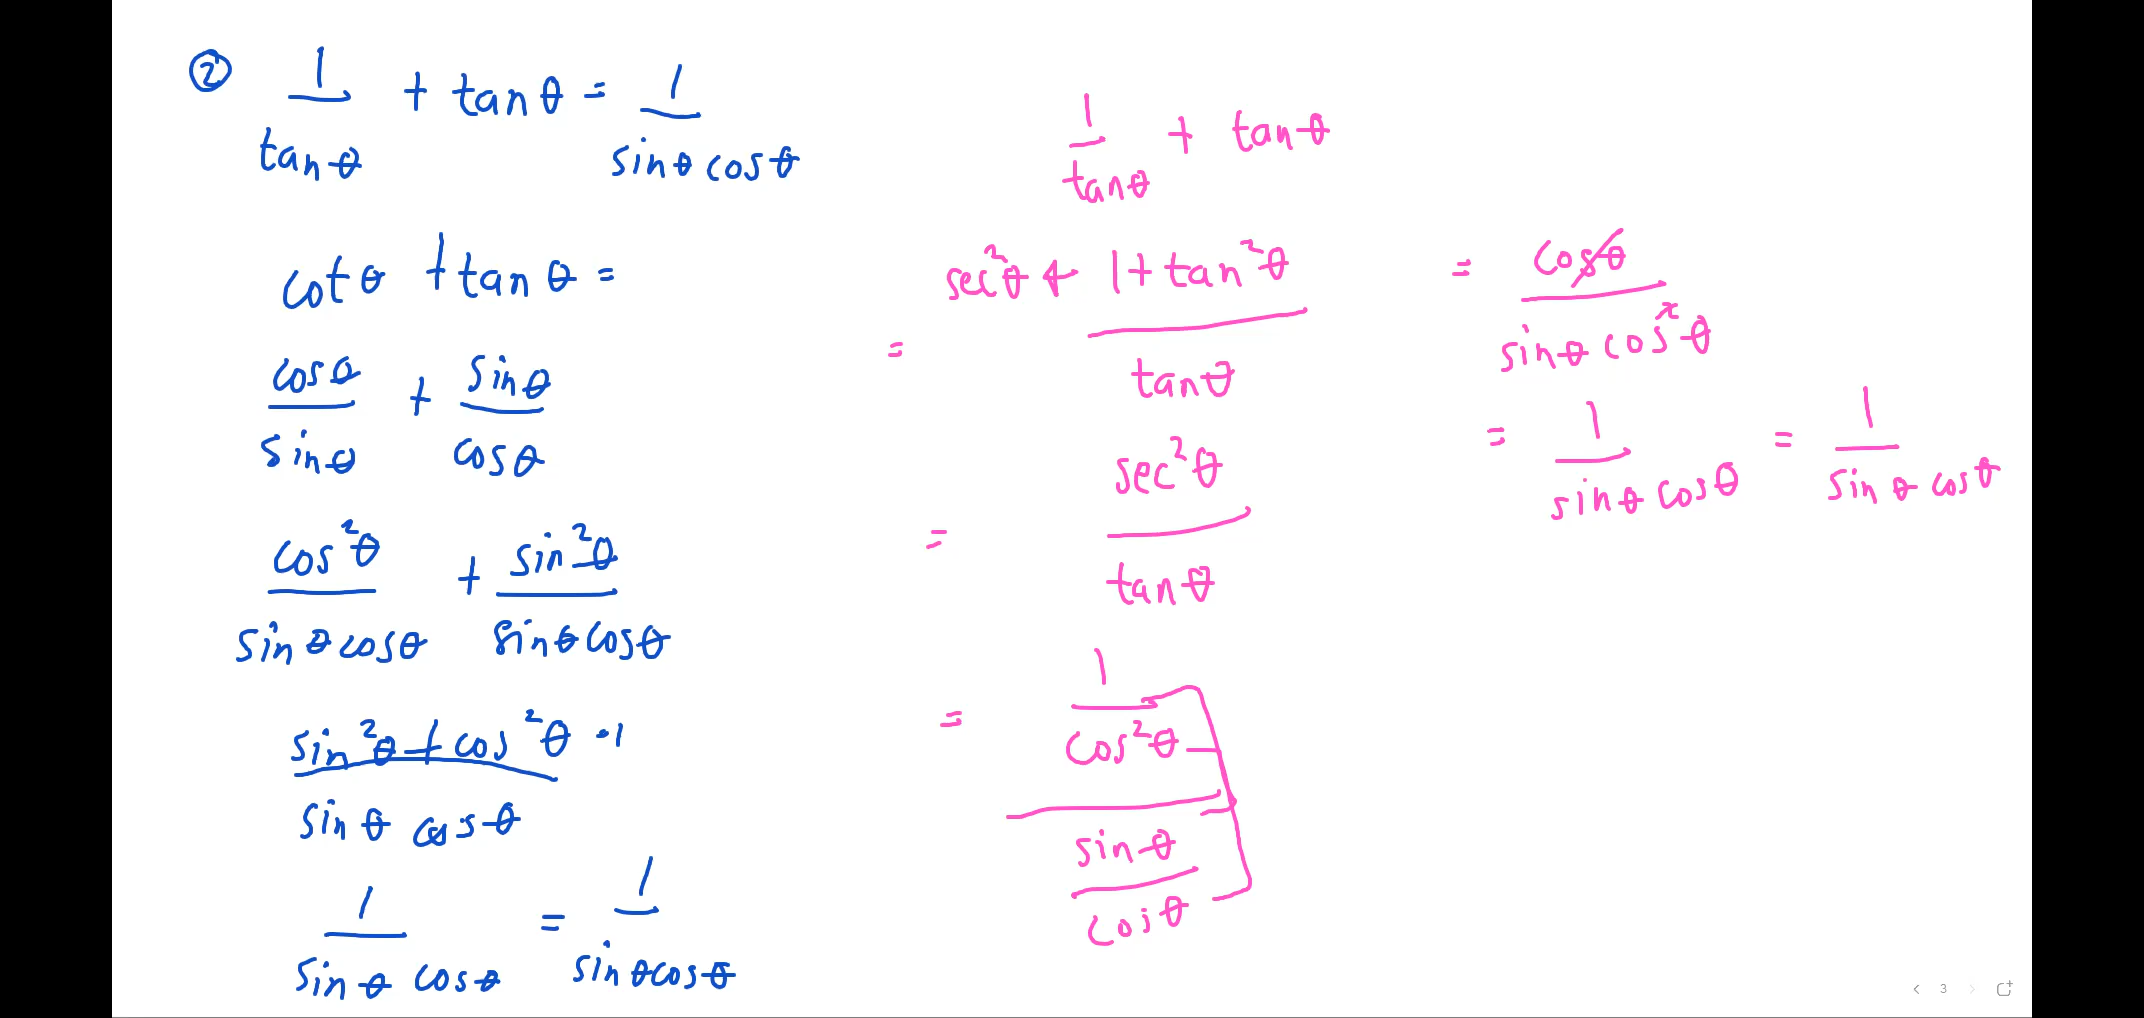 ② 1/tanθ + tanθ = 1/(sinθ cosθ)
cotθ + tanθ =
cosθ/sinθ + sinθ/cosθ
cos²θ/(sinθ cosθ) + sin²θ/(sinθ cosθ)
(sin²θ + cos²θ)/(sinθ cosθ) ·1
1/(sinθ cosθ) = 1/(sinθ cosθ)
1/tanθ + tanθ
sec²θ ← = (1 + tan²θ)/tanθ
= sec²θ/tanθ
= (1/cos²θ)/(sinθ/cosθ)
= cosθ/(sinθ cos²θ)
= 1/(sinθ cosθ) = 1/(sinθ cosθ)
3